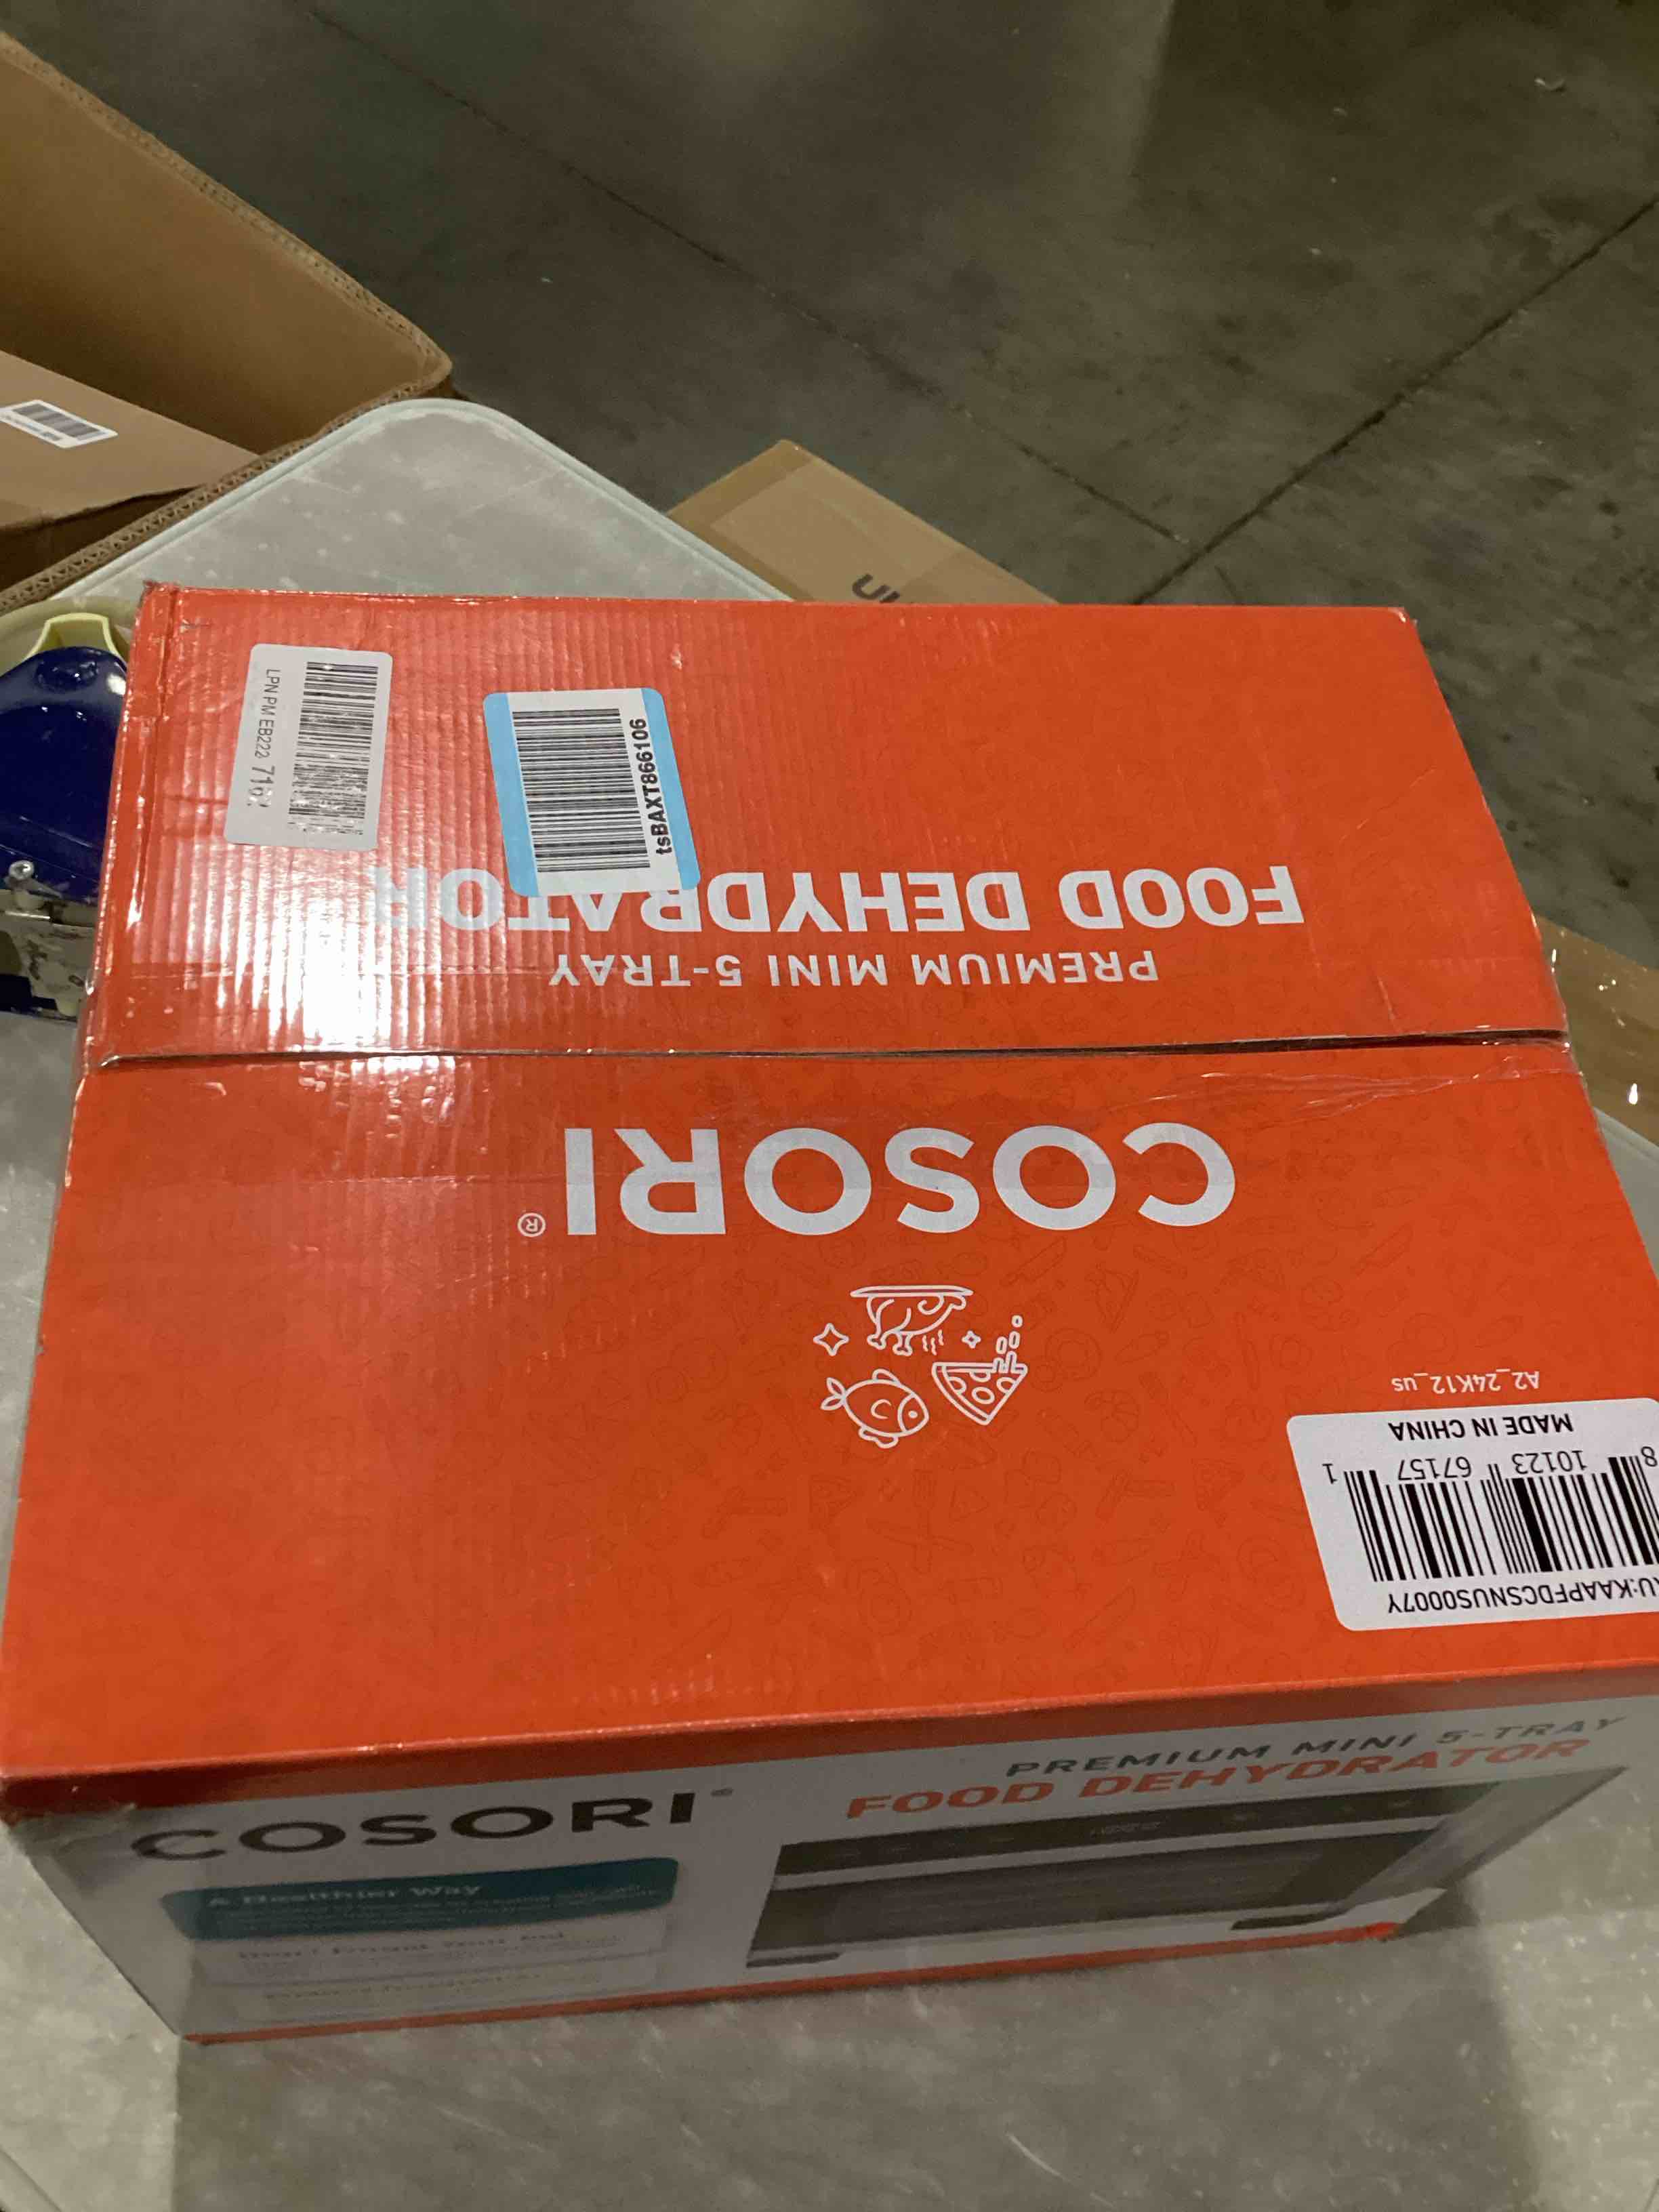 LPN PM EB222 716
tsBAXT866106
COSORI®
PREMIUM MINI 5-TRAY
FOOD DEHYDRATOR
A2_24K12_us
MADE IN CHINA
8 10123 67157 1
U:KAAPFDCSNUS0007Y
COSORI
PREMIUM MINI 5-TRAY
FOOD DEHYDRATOR
A Healthier Way